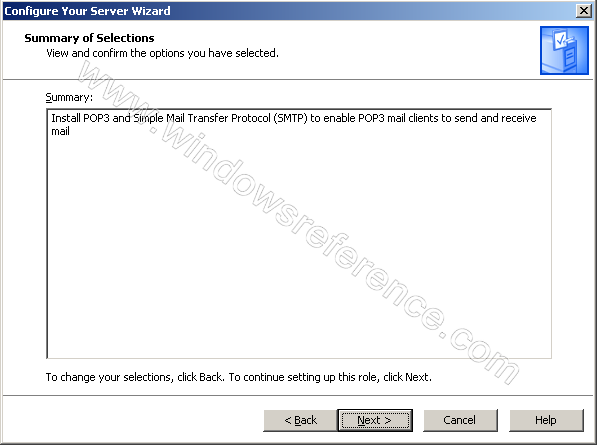 Configure Your Server Wizard
Summary of Selections
View and confirm the options you have selected.
Summary:
Install POP3 and Simple Mail Transfer Protocol (SMTP) to enable POP3 mail clients to send and receive
mail
www.windowsreference.com
To change your selections, click Back. To continue setting up this role, click Next.
< Back
Next >
Cancel
Help